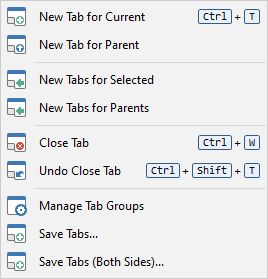 New Tab for Current Ctrl + T
New Tab for Parent
New Tabs for Selected
New Tabs for Parents
Close Tab Ctrl + W
Undo Close Tab Ctrl + Shift + T
Manage Tab Groups
Save Tabs...
Save Tabs (Both Sides)...